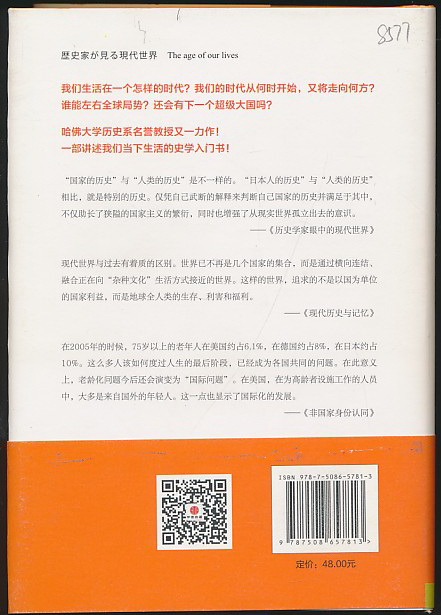 8577
歴史家が見る現代世界 The age of our lives
我们生活在一个怎样的时代？我们的时代从何时开始，又将走向何方？
谁能左右全球局势？还会有下一个超级大国吗？
哈佛大学历史系名誉教授又一力作！
一部讲述我们当下生活的史学入门书！
“国家的历史”与“人类的历史”是不一样的。“日本人的历史”与“人类的历史”
相比，就是特别的历史。仅凭自己武断的解释来判断自己国家的历史并满足于其中，
不仅助长了狭隘的国家主义的繁衍，同时也增强了从现实世界孤立出去的意识。
——《历史学家眼中的现代世界》
现代世界与过去有着质的区别。世界已不再是几个国家的集合，而是通过横向连结、
融合正在向“杂种文化”生活方式接近的世界。这样的世界，追求的不是以国为单位
的国家利益，而是地球全人类的生存，利害和福利。
——《现代历史与记忆》
在2005年的时候，75岁以上的老年人在美国约占6.1%，在德国约占8%，在日本约占
10%。这么多人该如何度过人生的最后阶段，已经成为各国共同的问题。在此意义
上，老龄化问题今后还会演变为“国际问题”。在美国，在为高龄者设施工作的人员
中，大多是来自国外的年轻人。这一点也显示了国际化的发展。
——《非国家身份认同》
ISBN 978-7-5086-5781-3
9 787508 657813 >
定价：48.00元